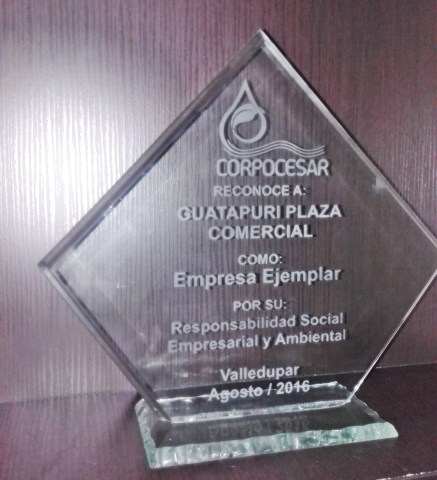 CORPOCESAR
RECONOCE A:
GUATAPURI PLAZA
COMERCIAL
COMO:
Empresa Ejemplar
POR SU:
Responsabilidad Social
Empresarial y Ambiental
Valledupar
Agosto / 2016